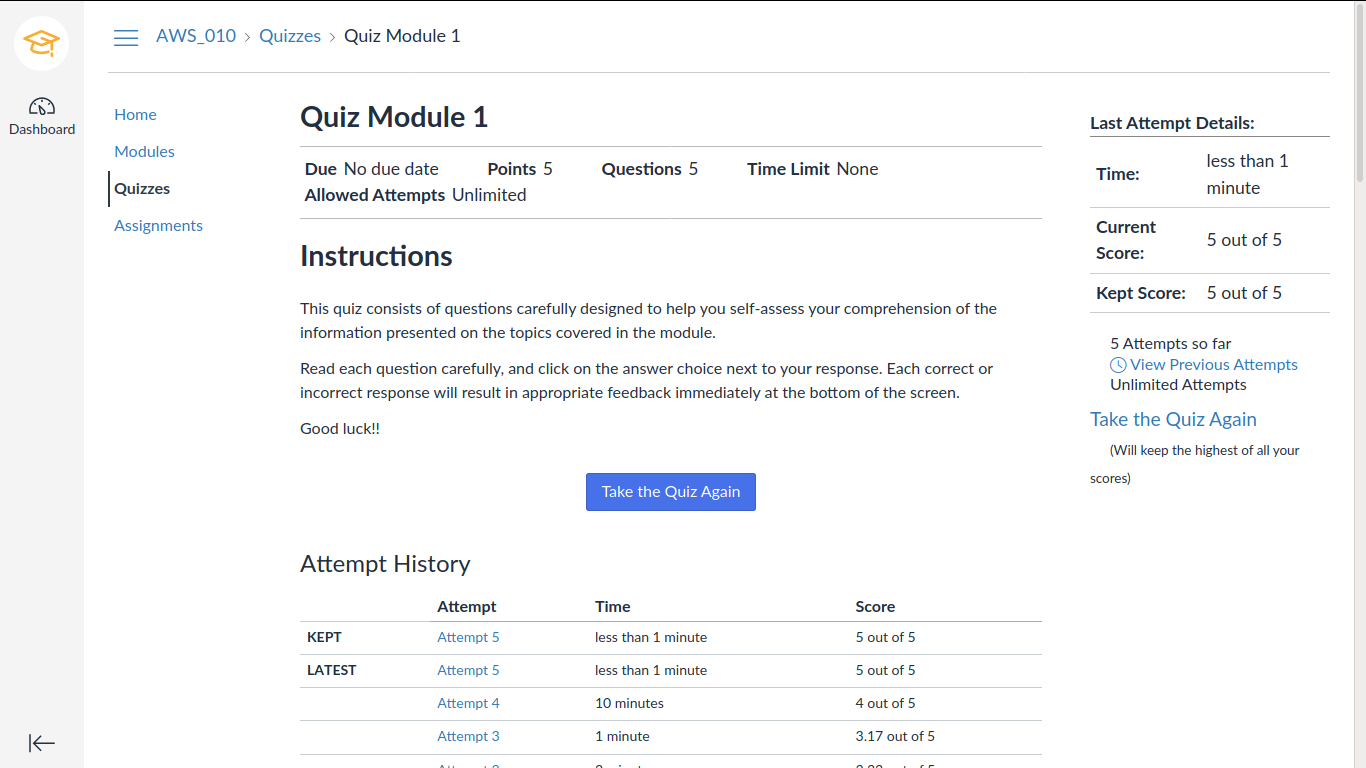 AWS_010 › Quizzes › Quiz Module 1
Dashboard
Home
Modules
Quizzes
Assignments
Quiz Module 1
Due No due date Points 5 Questions 5 Time Limit None
Allowed Attempts Unlimited
Instructions
This quiz consists of questions carefully designed to help you self-assess your comprehension of the
information presented on the topics covered in the module.
Read each question carefully, and click on the answer choice next to your response. Each correct or
incorrect response will result in appropriate feedback immediately at the bottom of the screen.
Good luck!!
Take the Quiz Again
Attempt History
Attempt Time Score
KEPT Attempt 5 less than 1 minute 5 out of 5
LATEST Attempt 5 less than 1 minute 5 out of 5
Attempt 4 10 minutes 4 out of 5
Attempt 3 1 minute 3.17 out of 5
Last Attempt Details:
Time: less than 1
minute
Current
Score: 5 out of 5
Kept Score: 5 out of 5
5 Attempts so far
View Previous Attempts
Unlimited Attempts
Take the Quiz Again
(Will keep the highest of all your
scores)